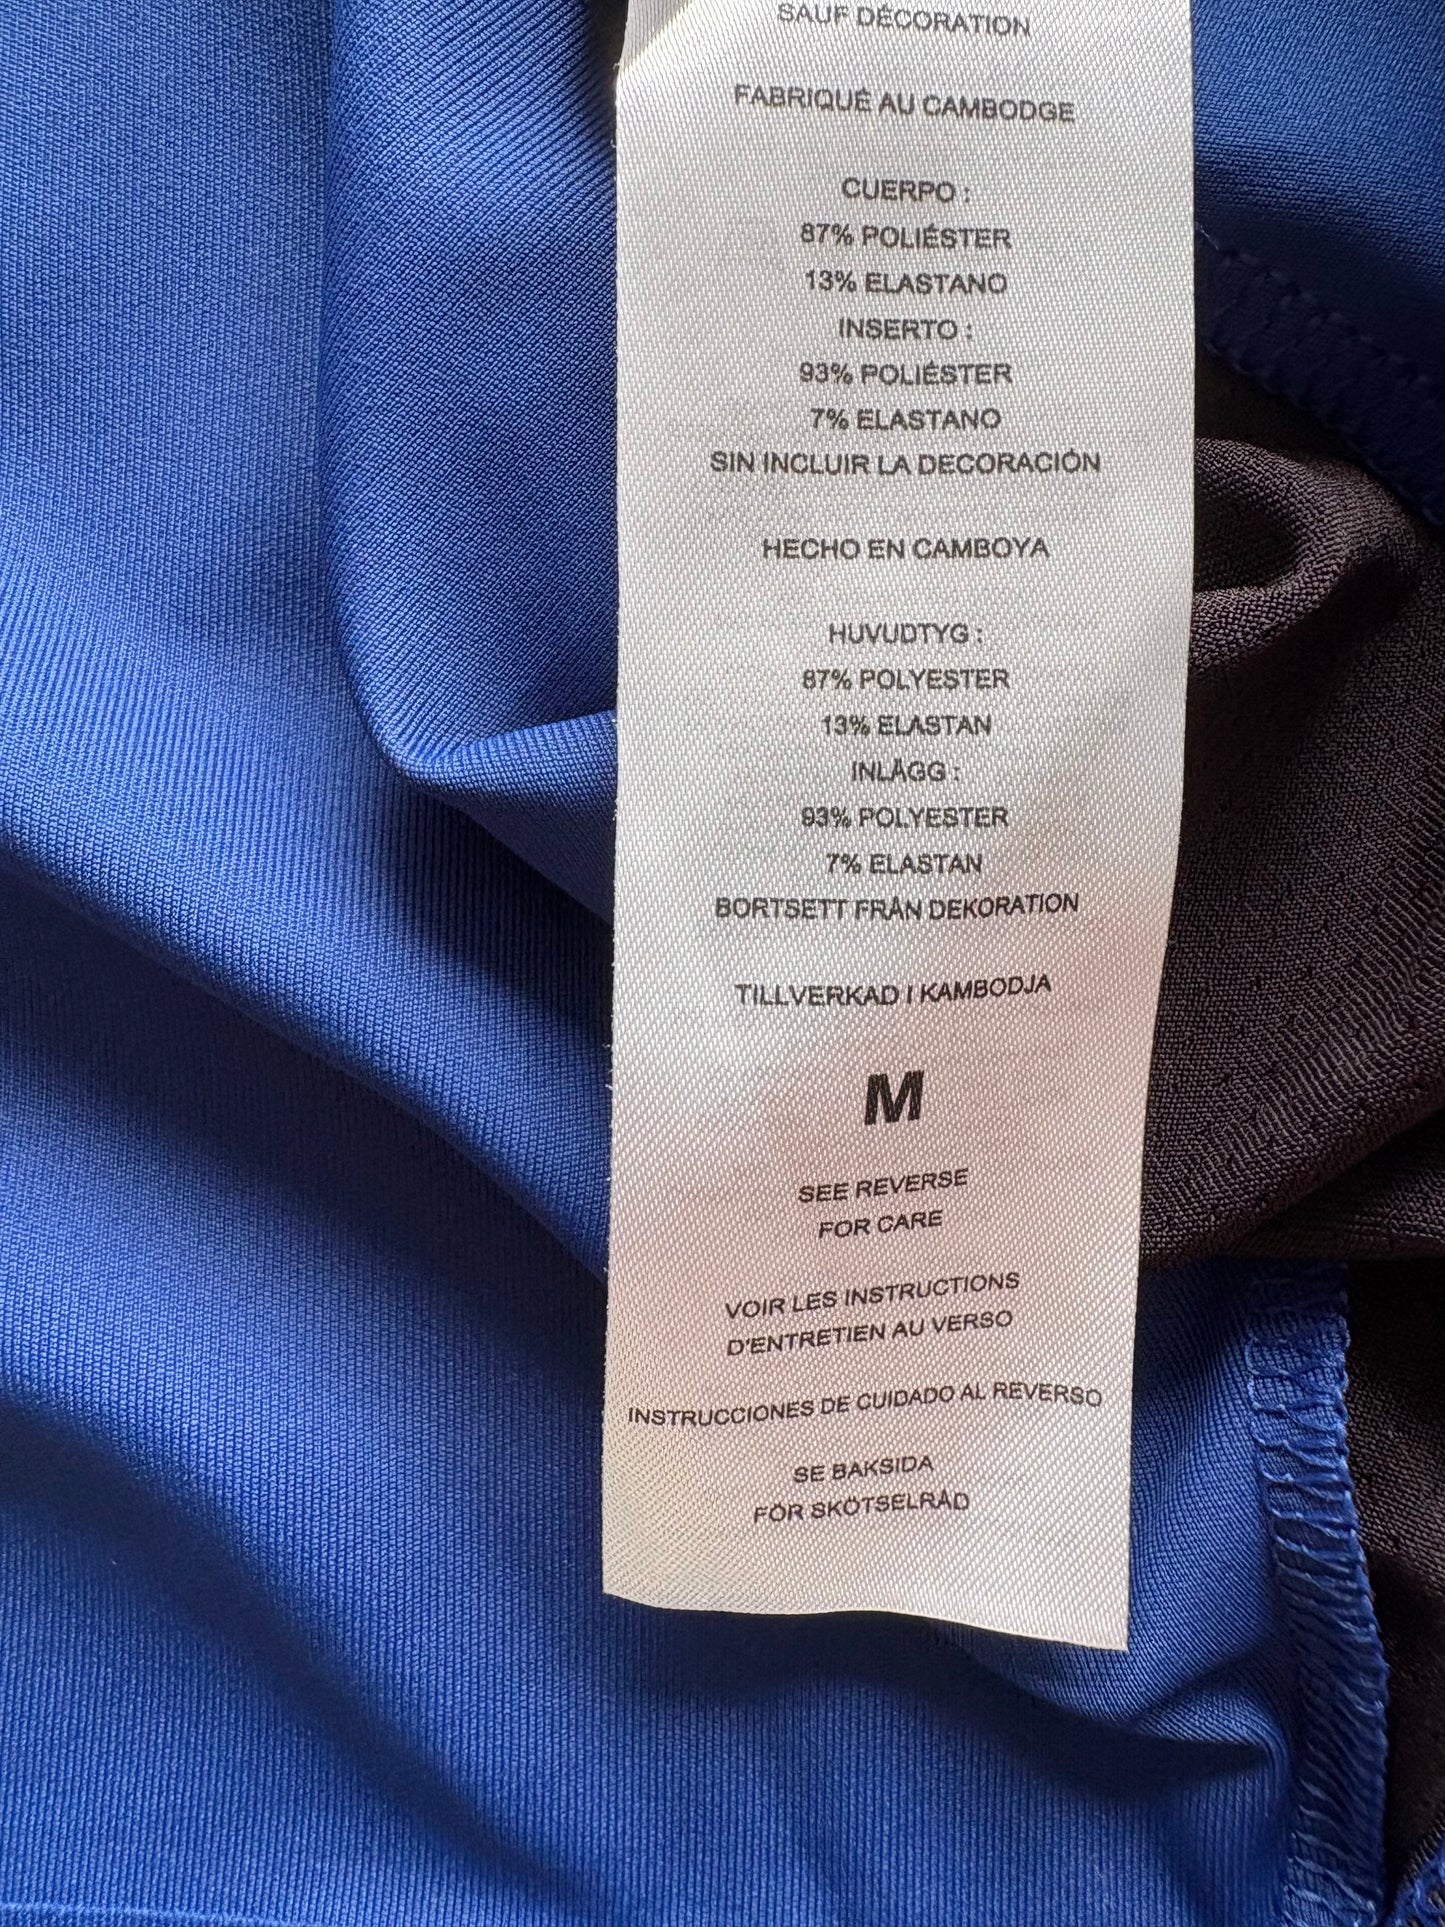 SAUF DÉCORATION
FABRIQUÉ AU CAMBODGE
CUERPO :
87% POLIÉSTER
13% ELASTANO
INSERTO :
93% POLIÉSTER
7% ELASTANO
SIN INCLUIR LA DECORACIÓN
HECHO EN CAMBOYA
HUVUDTYG :
87% POLYESTER
13% ELASTAN
INLÄGG :
93% POLYESTER
7% ELASTAN
BORTSETT FRÅN DEKORATION
TILLVERKAD I KAMBODJA
M
SEE REVERSE
FOR CARE
VOIR LES INSTRUCTIONS
D'ENTRETIEN AU VERSO
INSTRUCCIONES DE CUIDADO AL REVERSO
SE BAKSIDA
FÖR SKÖTSELRÅD